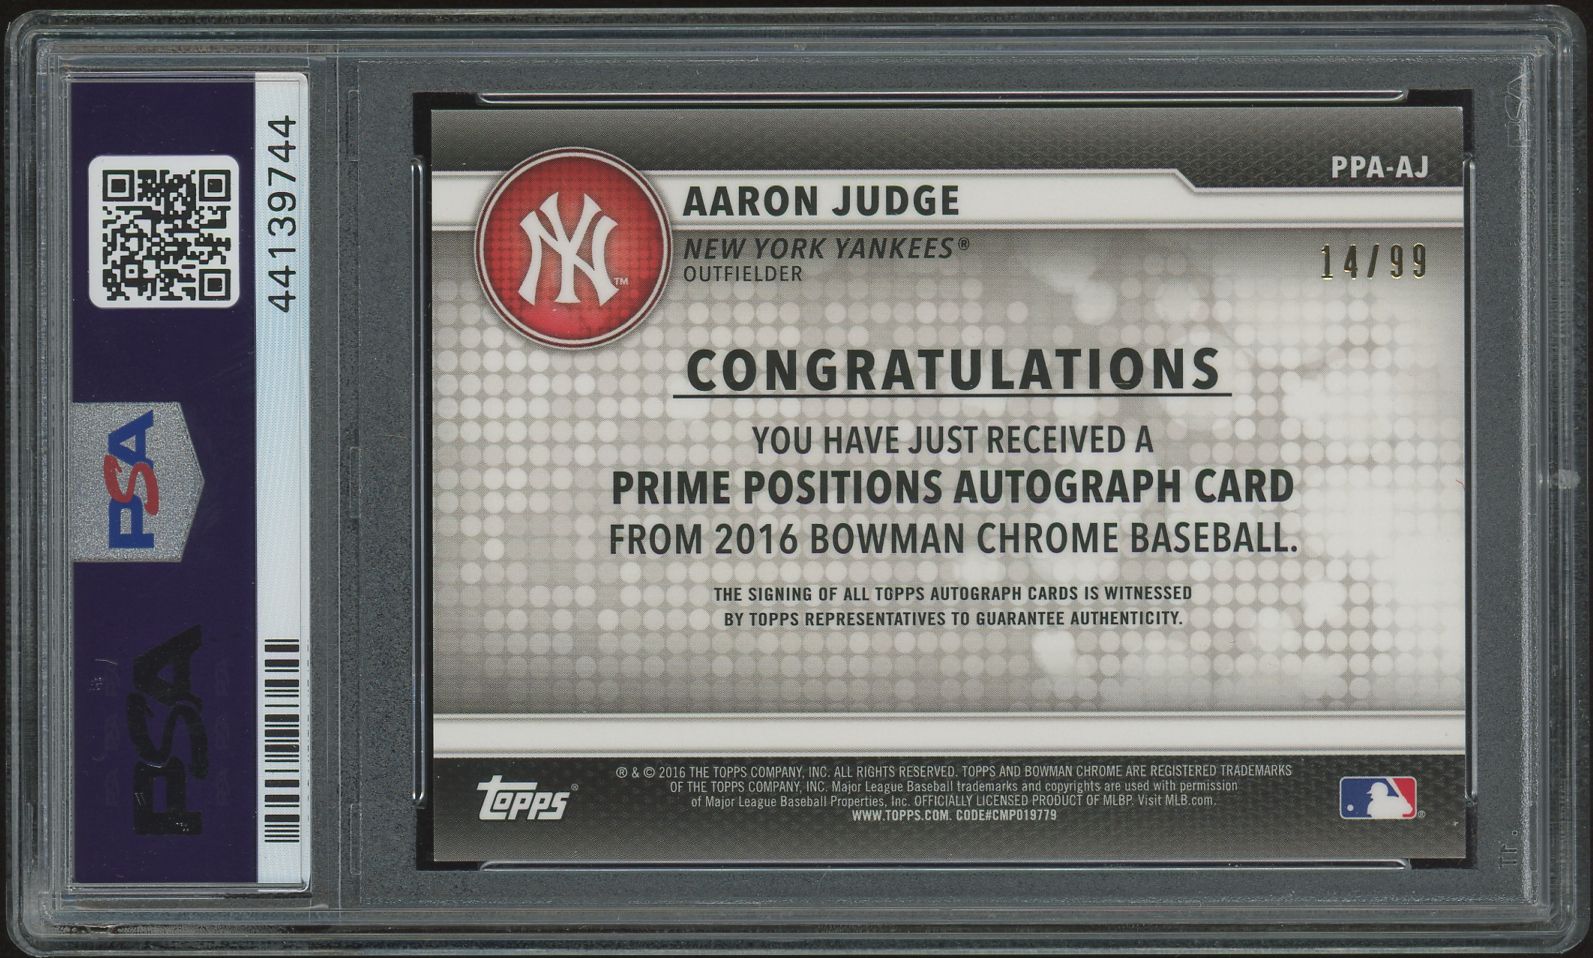 44139744
PSA
PSA
PPA-AJ
AARON JUDGE
NEW YORK YANKEES®
OUTFIELDER
14/99
NY™
CONGRATULATIONS
YOU HAVE JUST RECEIVED A
PRIME POSITIONS AUTOGRAPH CARD
FROM 2016 BOWMAN CHROME BASEBALL.
THE SIGNING OF ALL TOPPS AUTOGRAPH CARDS IS WITNESSED
BY TOPPS REPRESENTATIVES TO GUARANTEE AUTHENTICITY.
topps®
® & © 2016 THE TOPPS COMPANY, INC. ALL RIGHTS RESERVED. TOPPS AND BOWMAN CHROME ARE REGISTERED TRADEMARKS
OF THE TOPPS COMPANY, INC. Major League Baseball trademarks and copyrights are used with permission
of Major League Baseball Properties, Inc. OFFICIALLY LICENSED PRODUCT OF MLBP. Visit MLB.com.
WWW.TOPPS.COM. CODE#CMP019779